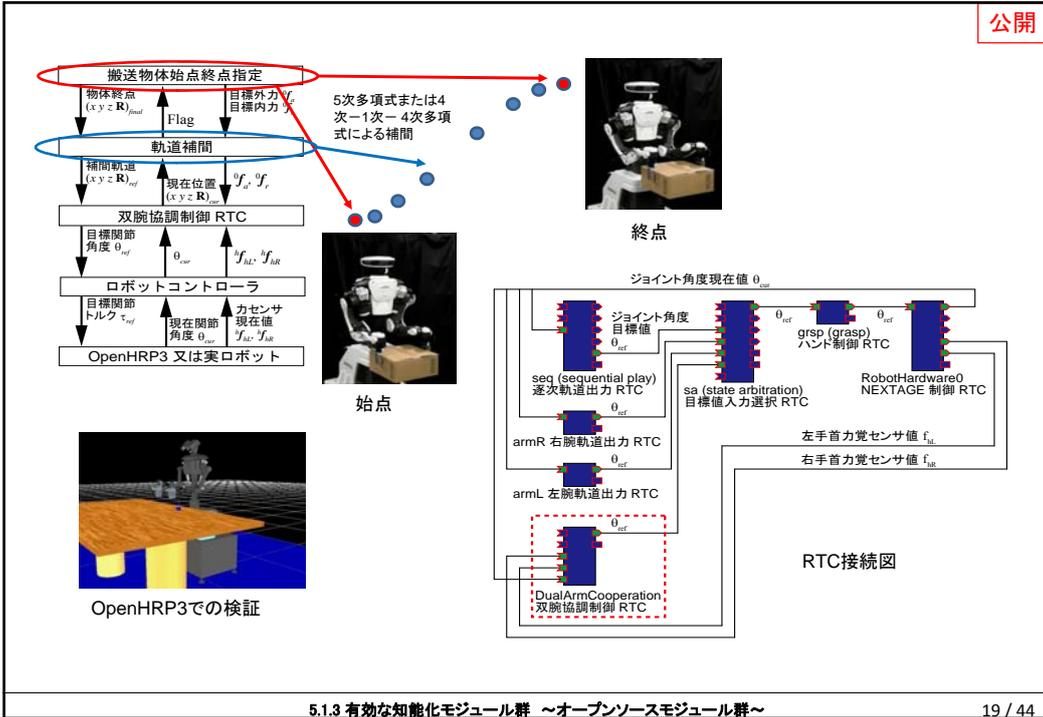 公開
搬送物体始点終点指定
物体終点
(x y z R)final
Flag
目標外力 ⁰fa
目標内力 ⁰f
軌道補間
補間軌道
(x y z R)ref
現在位置
(x y z R)cur
⁰fa, ⁰fr
双腕協調制御 RTC
目標関節
角度 θref
θcur
ʰfhL, ʰfhR
ロボットコントローラ
目標関節
トルク τref
現在関節
角度 θcur
力センサ
現在値
ʰfhL, ʰfhR
OpenHRP3 又は実ロボット
5次多項式または4
次－1次－ 4次多項
式による補間
終点
始点
OpenHRP3での検証
ジョイント角度現在値 θcur
ジョイント角度
目標値
θref
seq (sequential play)
逐次軌道出力 RTC
θref
armR 右腕軌道出力 RTC
θref
armL 左腕軌道出力 RTC
θref
DualArmCooperation
双腕協調制御 RTC
θref
sa (state arbitration)
目標値入力選択 RTC
grsp (grasp)
ハンド制御 RTC
θref
RobotHardware0
NEXTAGE 制御 RTC
左手首力覚センサ値 fhL
右手首力覚センサ値 fhR
RTC接続図
5.1.3 有効な知能化モジュール群 ～オープンソースモジュール群～
19 / 44